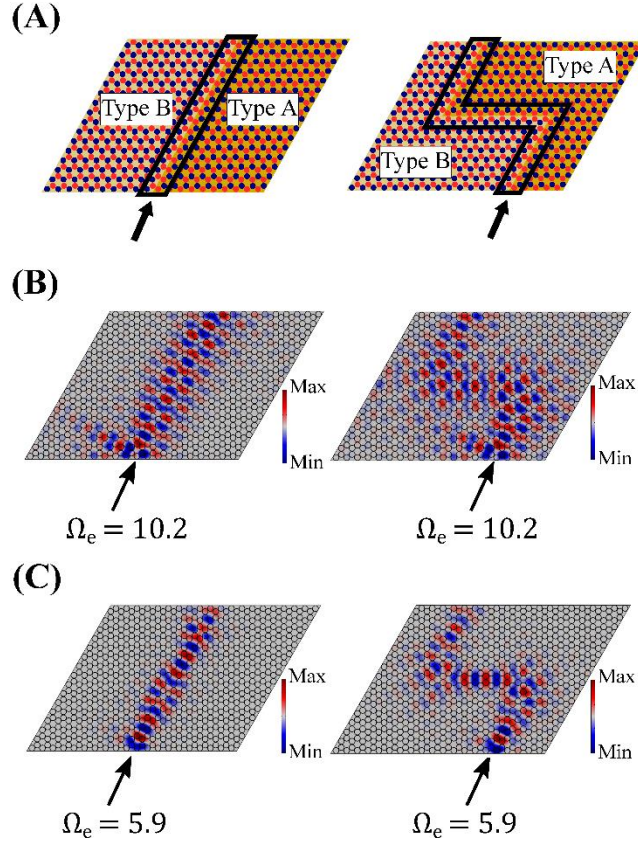 (A)
Type B
Type A
Type A
Type B
(B)
Max
Min
Max
Min
Ωe = 10.2
Ωe = 10.2
(C)
Max
Min
Max
Min
Ωe = 5.9
Ωe = 5.9